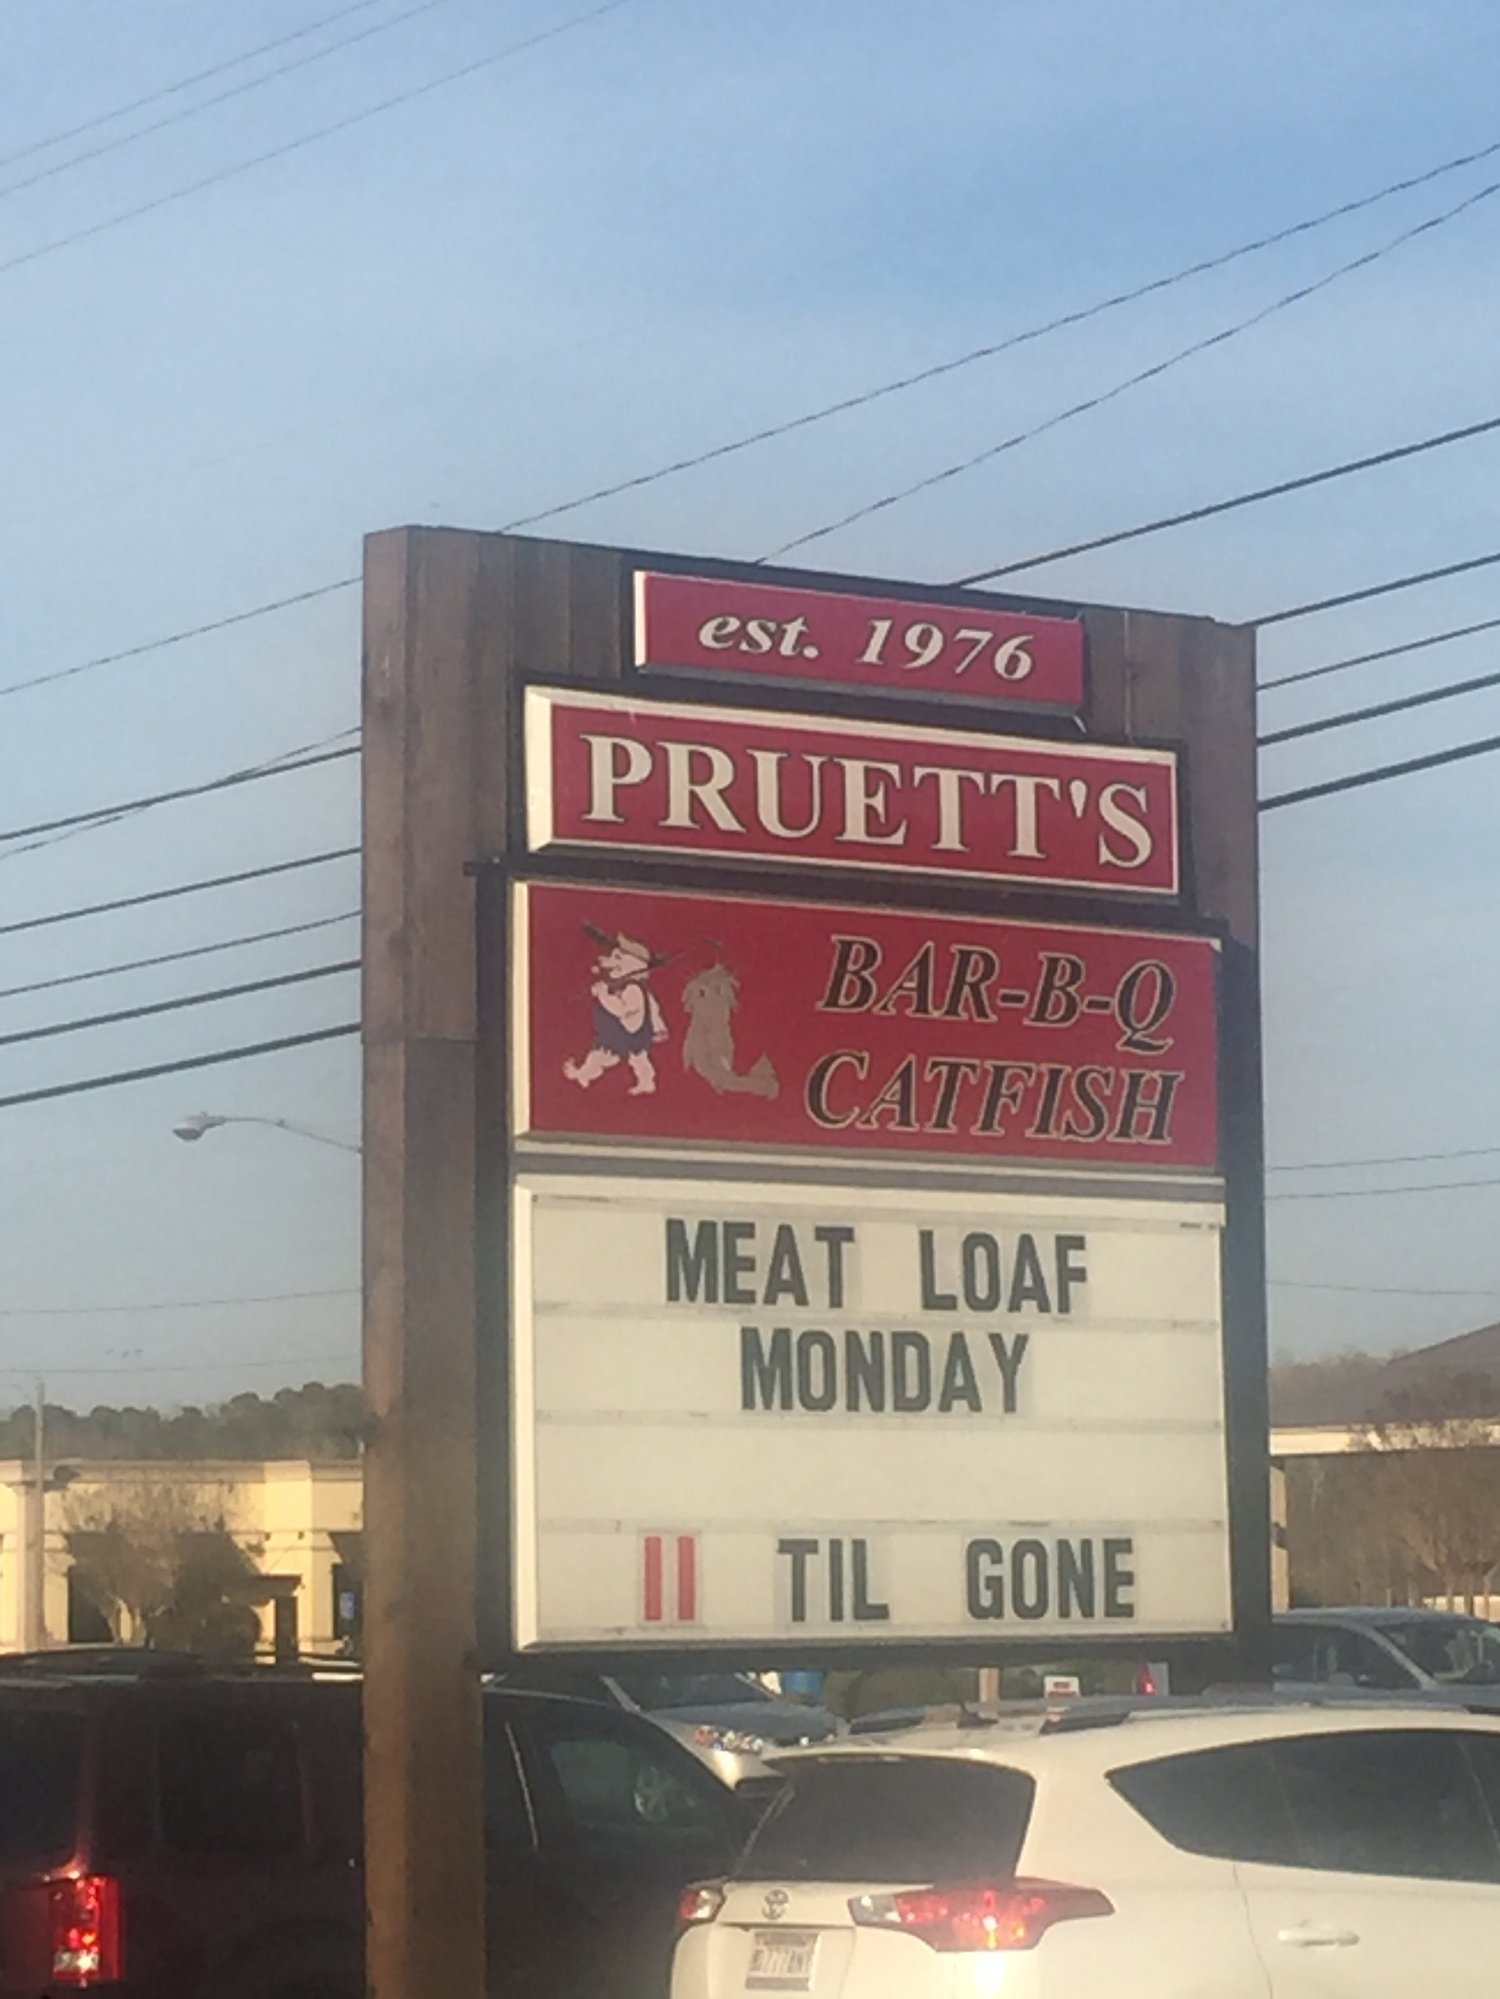 est. 1976
PRUETT'S
BAR-B-Q
CATFISH
MEAT LOAF
MONDAY
11 TIL GONE